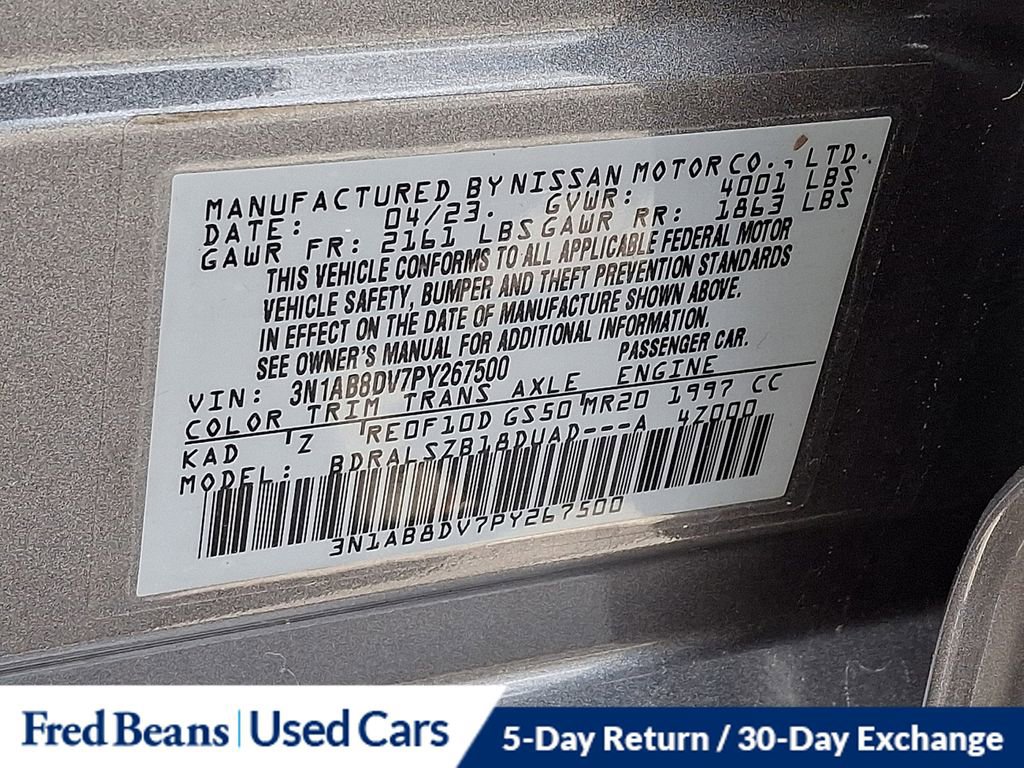 MANUFACTURED BY NISSAN MOTOR CO., LTD.
DATE: 04/23. GVWR: 4001 LBS
GAWR FR: 2161 LBS GAWR RR: 1863 LBS
THIS VEHICLE CONFORMS TO ALL APPLICABLE FEDERAL MOTOR
VEHICLE SAFETY, BUMPER AND THEFT PREVENTION STANDARDS
IN EFFECT ON THE DATE OF MANUFACTURE SHOWN ABOVE.
SEE OWNER'S MANUAL FOR ADDITIONAL INFORMATION.
VIN: 3N1AB8DV7PY267500 PASSENGER CAR.
COLOR TRIM TRANS AXLE ENGINE
KAD Z RE0F10D GS50 MR20 1997 CC
MODEL: BDRALSZB18DUAD---A 4Z000
3N1AB8DV7PY267500
Fred Beans | Used Cars
5-Day Return / 30-Day Exchange